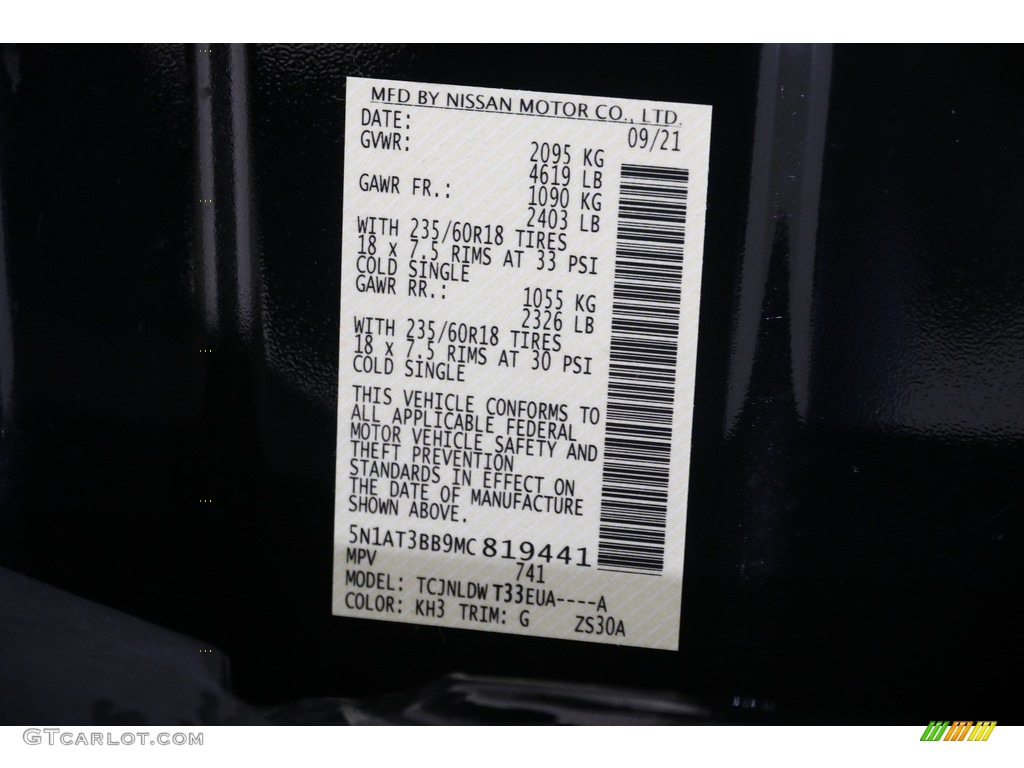 MFD BY NISSAN MOTOR CO., LTD.
DATE: 09/21
GVWR: 2095 KG
4619 LB
GAWR FR.: 1090 KG
2403 LB
WITH 235/60R18 TIRES
18 x 7.5 RIMS AT 33 PSI
COLD SINGLE
GAWR RR.: 1055 KG
2326 LB
WITH 235/60R18 TIRES
18 x 7.5 RIMS AT 30 PSI
COLD SINGLE
THIS VEHICLE CONFORMS TO
ALL APPLICABLE FEDERAL
MOTOR VEHICLE SAFETY AND
THEFT PREVENTION
STANDARDS IN EFFECT ON
THE DATE OF MANUFACTURE
SHOWN ABOVE.
5N1AT3BB9MC 819441
MPV 741
MODEL: TCJNLDW T33EUA----A
COLOR: KH3 TRIM: G ZS30A
GTCARLOT.COM